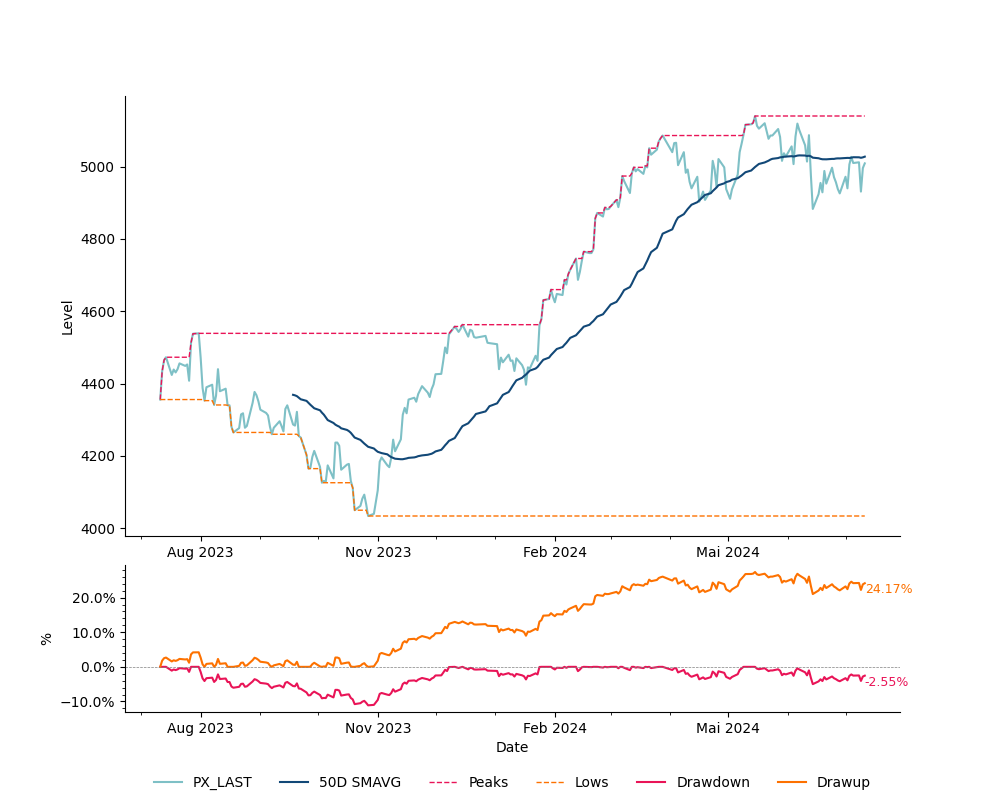 5000
4800
4600
4400
4200
4000
Level
Aug 2023 Nov 2023 Feb 2024 Mai 2024
20.0%
10.0%
0.0%
−10.0%
%
24.17%
-2.55%
Aug 2023 Nov 2023 Feb 2024 Mai 2024
Date
PX_LAST 50D SMAVG Peaks Lows Drawdown Drawup